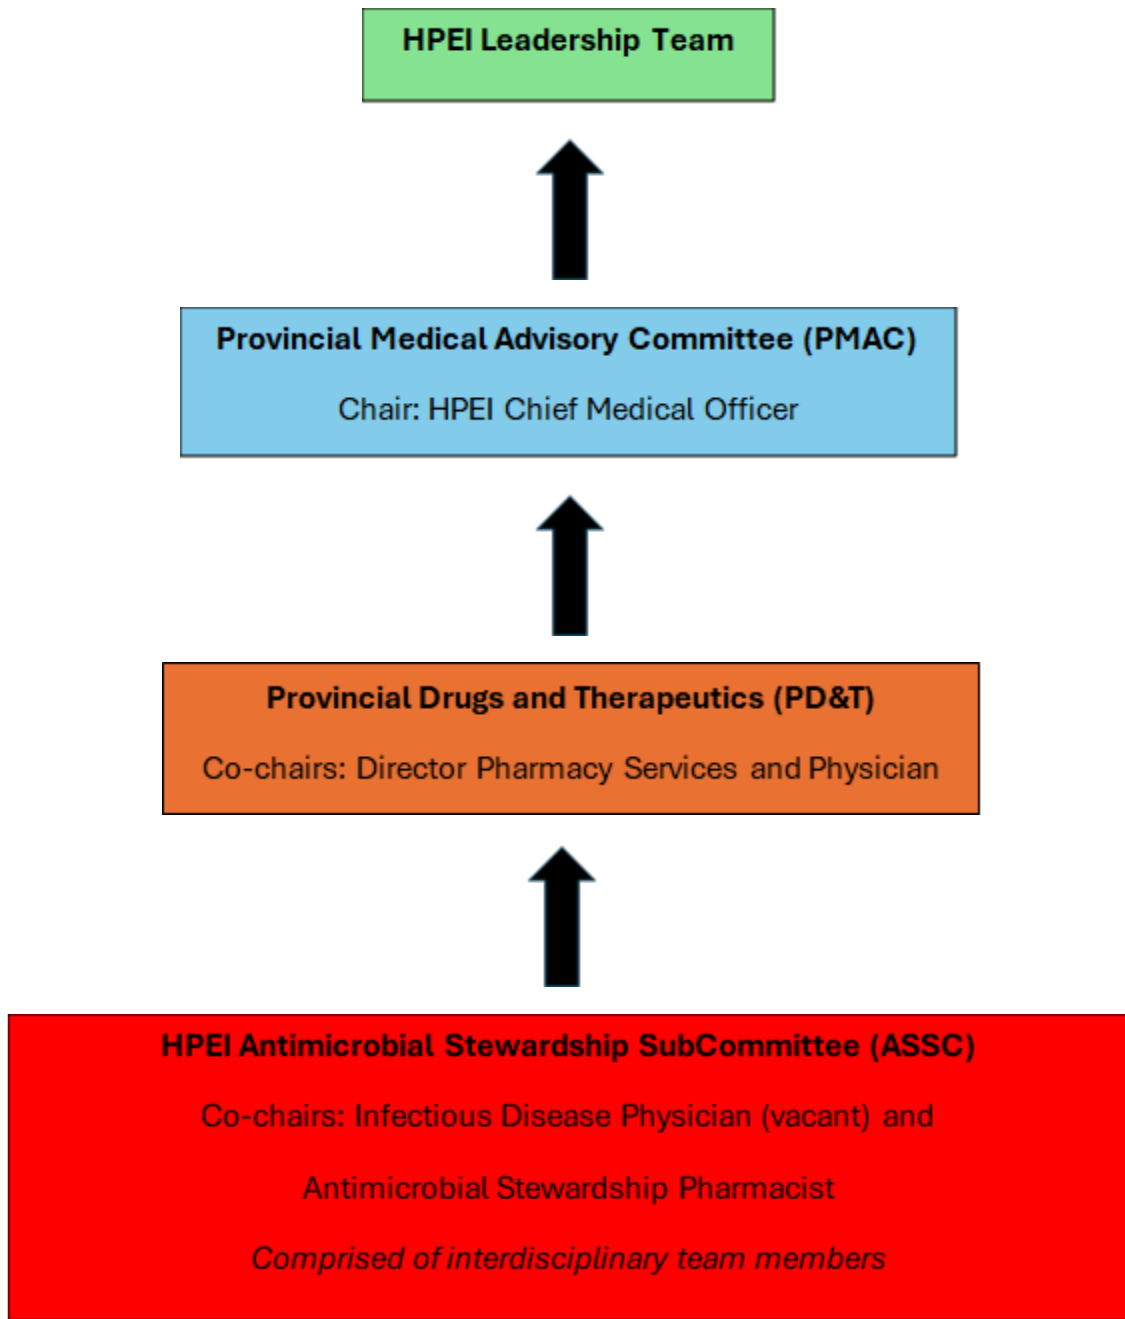 HPEI Leadership Team
Provincial Medical Advisory Committee (PMAC)
Chair: HPEI Chief Medical Officer
Provincial Drugs and Therapeutics (PD&T)
Co-chairs: Director Pharmacy Services and Physician
HPEI Antimicrobial Stewardship SubCommittee (ASSC)
Co-chairs: Infectious Disease Physician (vacant) and
Antimicrobial Stewardship Pharmacist
Comprised of interdisciplinary team members